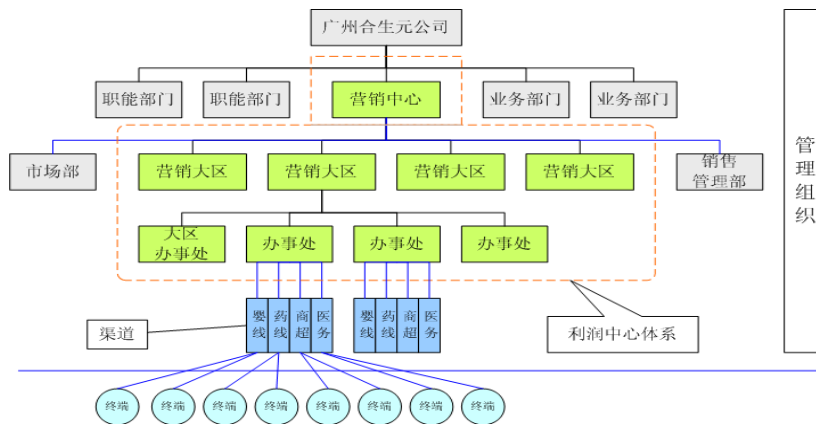 广州合生元公司
职能部门
职能部门
营销中心
业务部门
业务部门
市场部
营销大区
营销大区
营销大区
营销大区
销售
管理部
大区
办事处
办事处
办事处
办事处
婴线
药线
商超
医务
婴线
药线
商超
医务
渠道
利润中心体系
管理组织
终端
终端
终端
终端
终端
终端
终端
终端